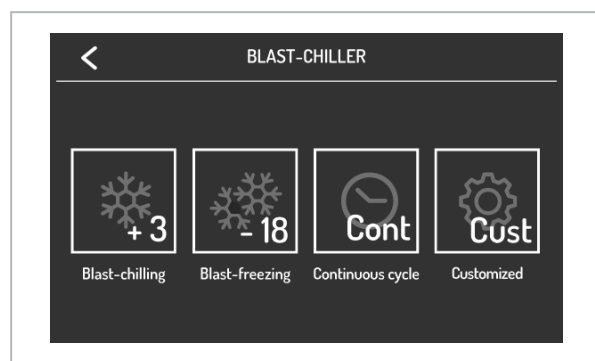 BLAST-CHILLER
+ 3
- 18
Cont
Cust
Blast-chilling
Blast-freezing
Continuous cycle
Customized